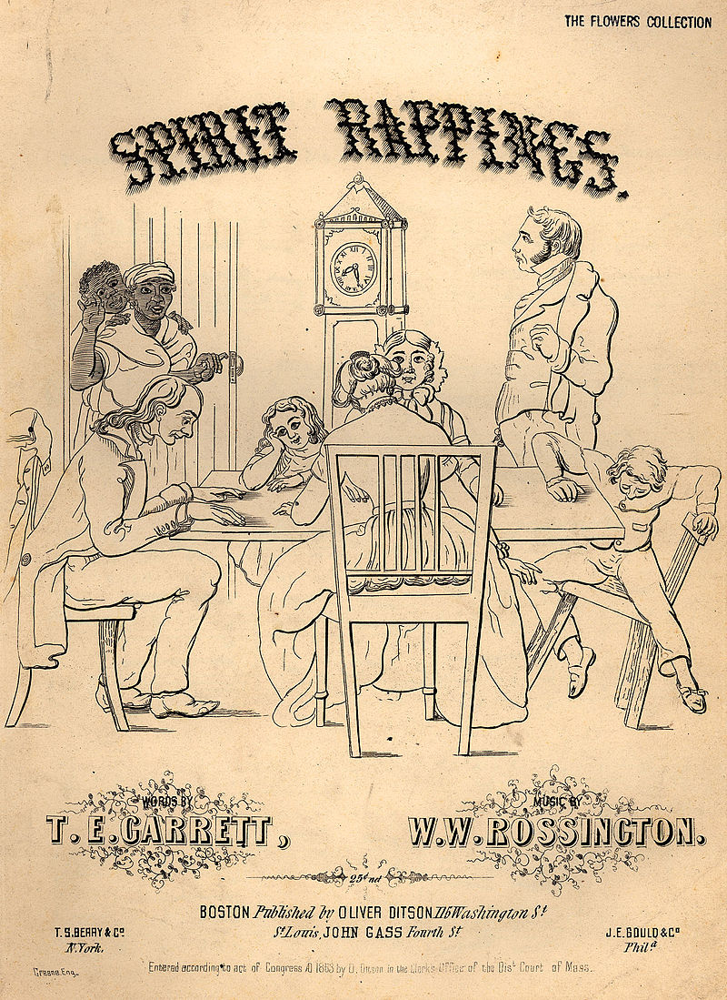 THE FLOWERS COLLECTION
SPIRIT RAPPINGS.
WORDS BY
T. E. GARRETT,
MUSIC BY
W. W. ROSSINGTON.
25cts net
BOSTON Published by OLIVER DITSON 115 Washington St
St Louis, JOHN GASS Fourth St
T. S. BERRY & Co
N. York.
J. E. GOULD & Co
Phila
Greene Eng.
Entered according to act of Congress AD 1853 by O. Ditson in the Clerks Office of the Dist Court of Mass.